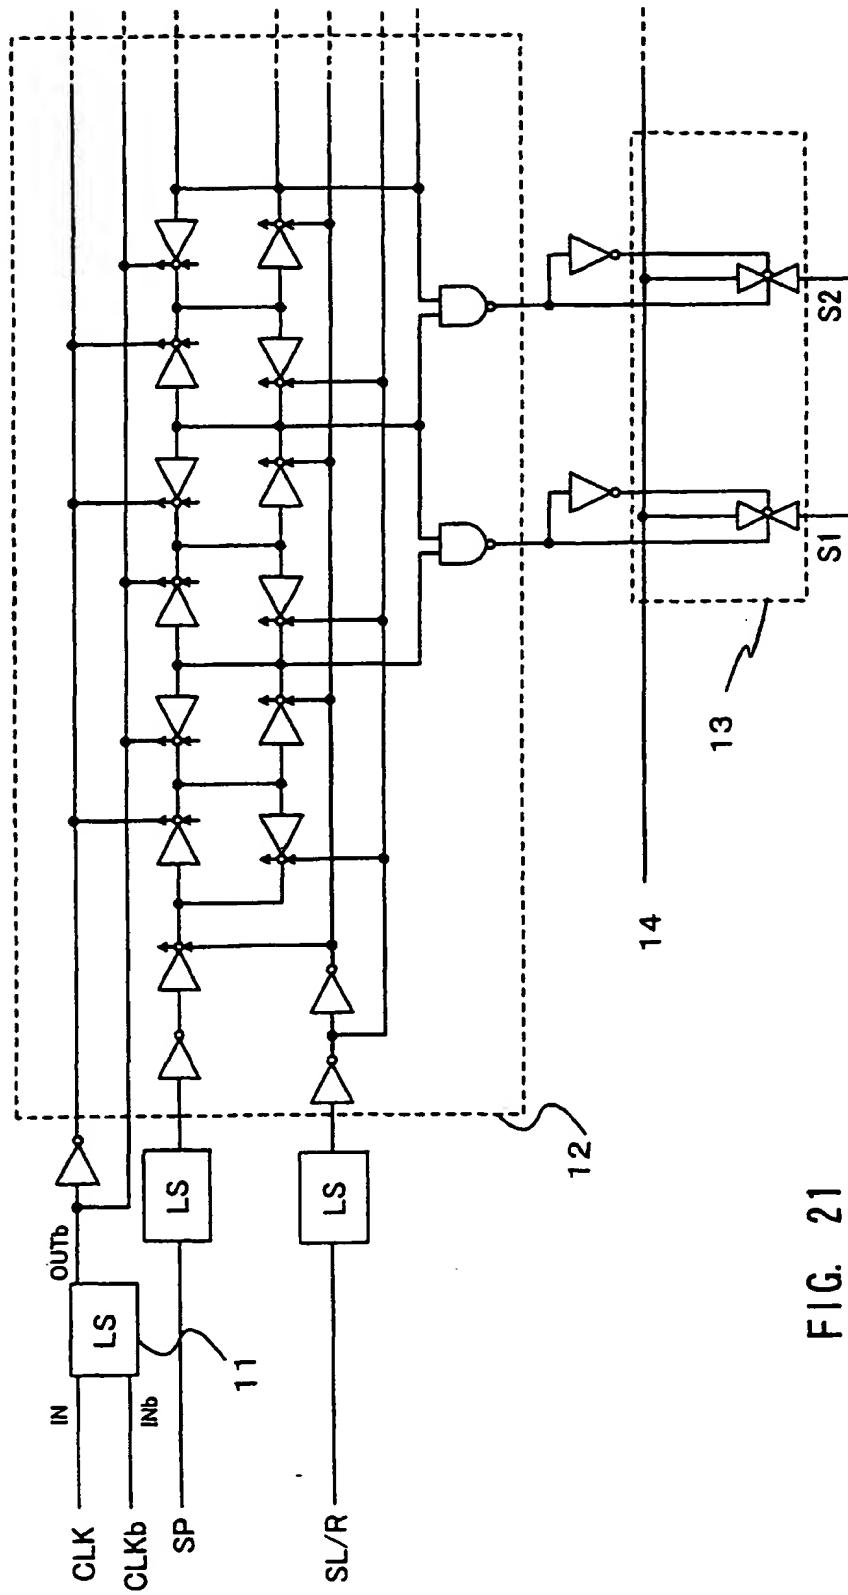 CLK
CLKb
SP
SL/R
IN
INb
OUTb
LS
LS
LS
11
12
13
14
S1
S2
FIG. 21